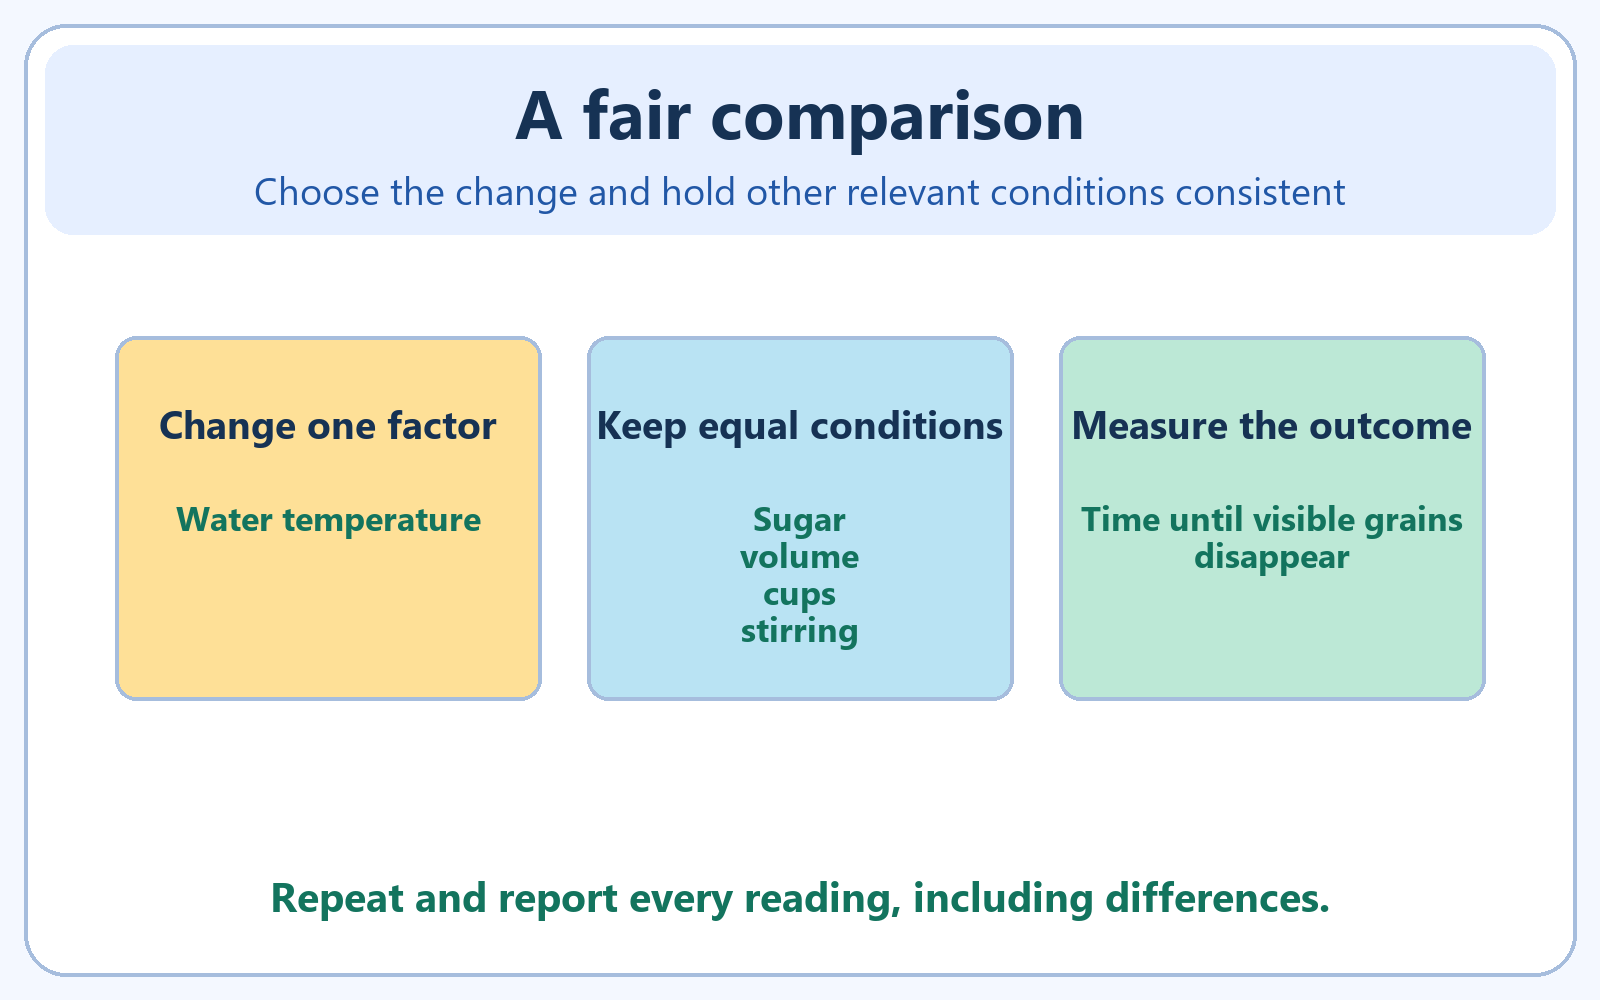 A fair comparison
Choose the change and hold other relevant conditions consistent
Change one factor
Water temperature
Keep equal conditions
Sugar
volume
cups
stirring
Measure the outcome
Time until visible grains
disappear
Repeat and report every reading, including differences.